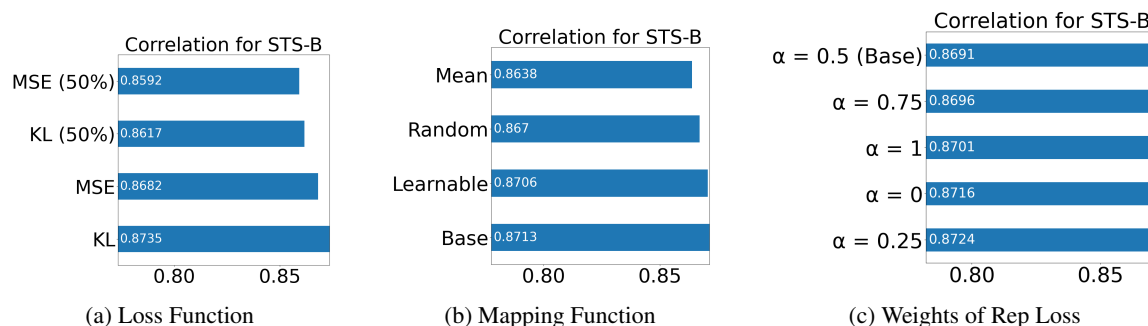 Correlation for STS-B
MSE (50%) 0.8592
KL (50%) 0.8617
MSE 0.8682
KL 0.8735
0.80 0.85
(a) Loss Function
Correlation for STS-B
Mean 0.8638
Random 0.867
Learnable 0.8706
Base 0.8713
0.80 0.85
(b) Mapping Function
Correlation for STS-B
α = 0.5 (Base) 0.8691
α = 0.75 0.8696
α = 1 0.8701
α = 0 0.8716
α = 0.25 0.8724
0.80 0.85
(c) Weights of Rep Loss